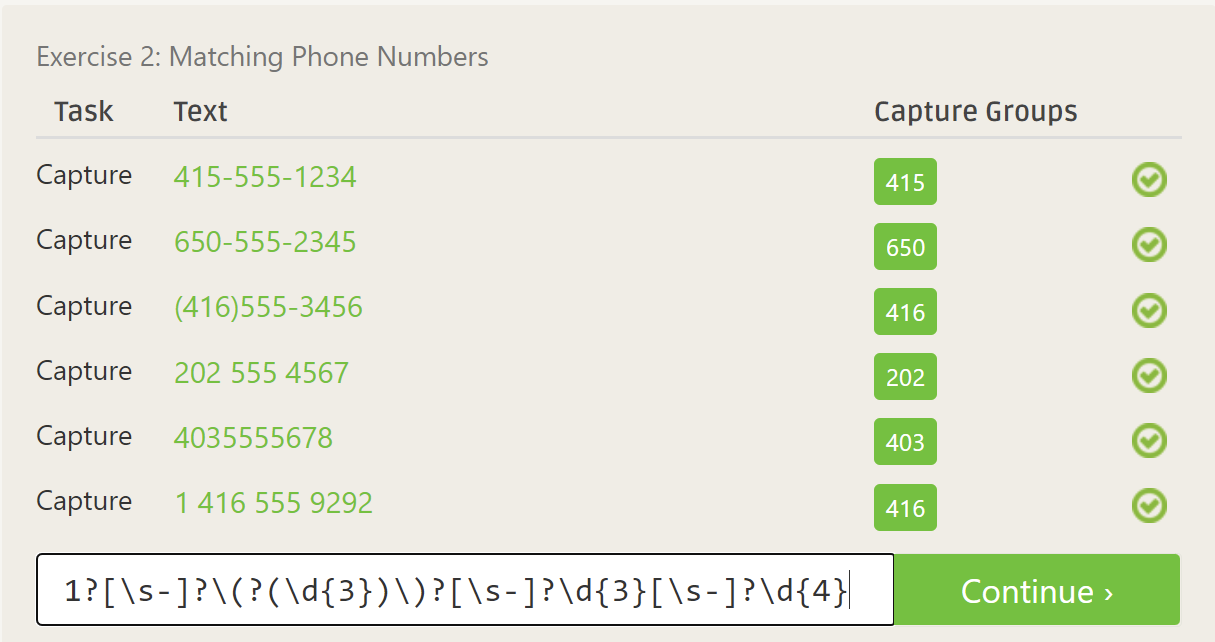 Exercise 2: Matching Phone Numbers
Task Text Capture Groups
Capture 415-555-1234 415
Capture 650-555-2345 650
Capture (416)555-3456 416
Capture 202 555 4567 202
Capture 4035555678 403
Capture 1 416 555 9292 416
1?[\s-]?\(?(\d{3})\)?[\s-]?\d{3}[\s-]?\d{4} Continue ›